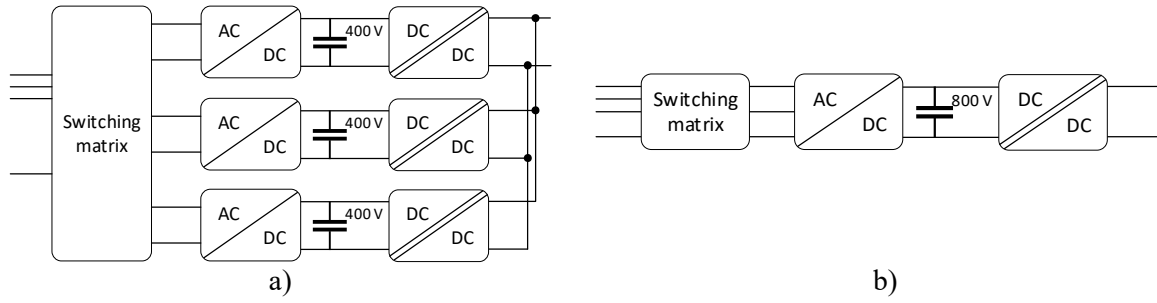 Switching
matrix
AC
DC
400 V
DC
DC
AC
DC
400 V
DC
DC
AC
DC
400 V
DC
DC
a)
Switching
matrix
AC
DC
800 V
DC
DC
b)